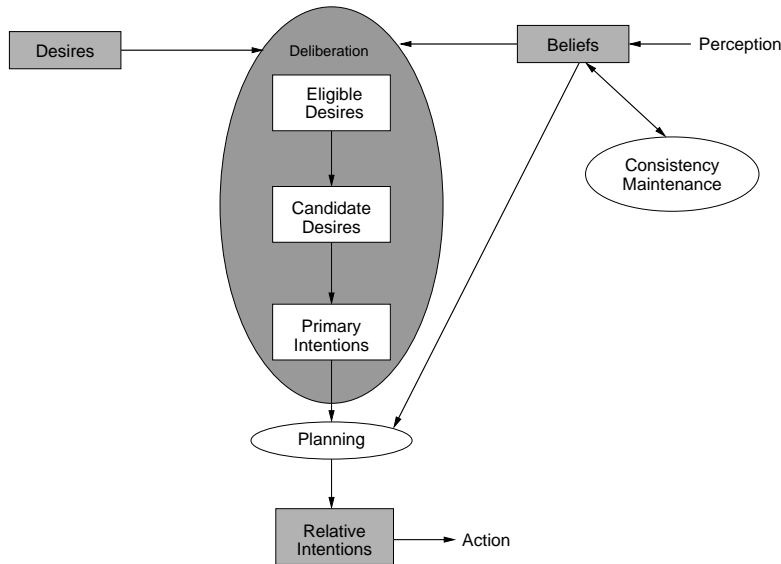 Desires
Deliberation
Beliefs
Perception
Eligible
Desires
Consistency
Maintenance
Candidate
Desires
Primary
Intentions
Planning
Relative
Intentions
Action